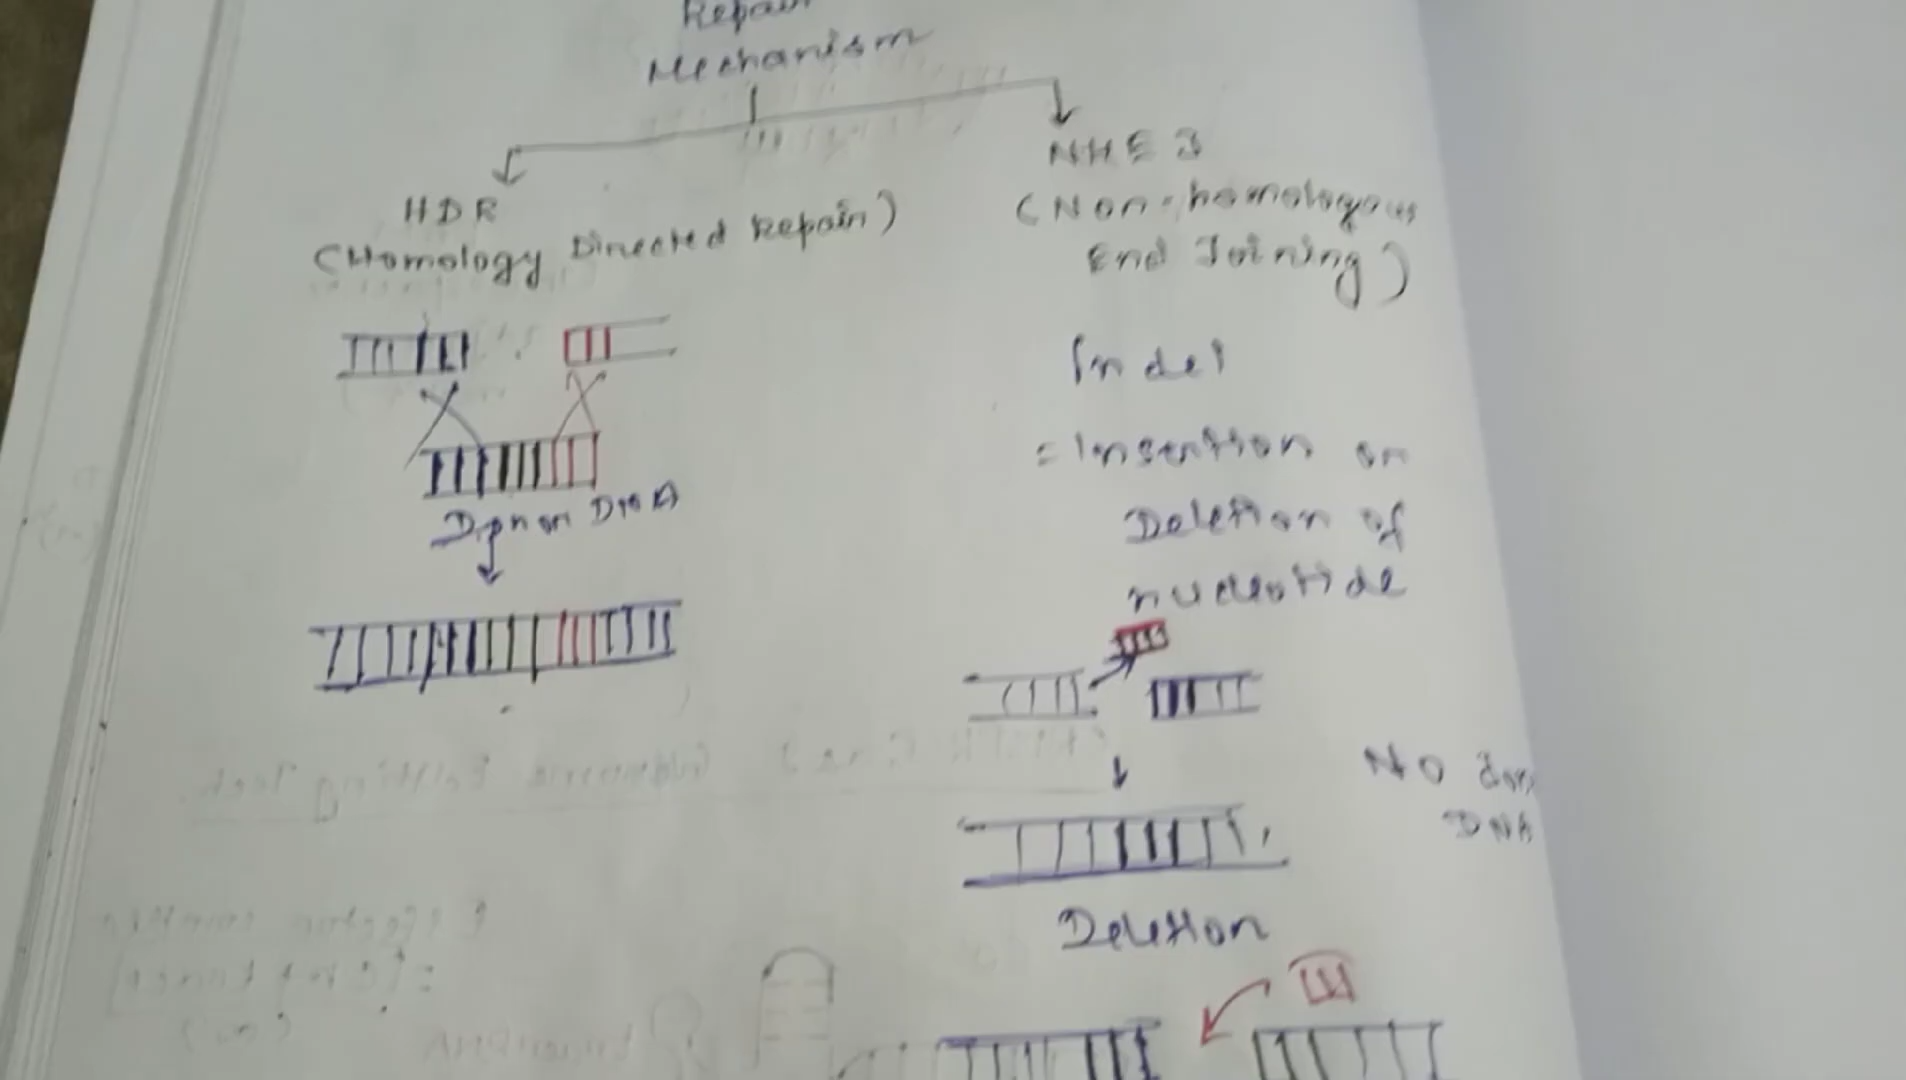 Repair
Mechanism
HDR
(Homology Directed Repair)
Donor DNA
NHEJ
(Non-homologous
End Joining)
Indel
= Insertion or
Deletion of
nucleotide
NO
DNA
Deletion